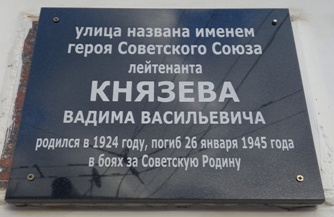 улица названа именем
героя Советского Союза
лейтенанта
КНЯЗЕВА
ВАДИМА ВАСИЛЬЕВИЧА
родился в 1924 году, погиб 26 января 1945 года
в боях за Советскую Родину